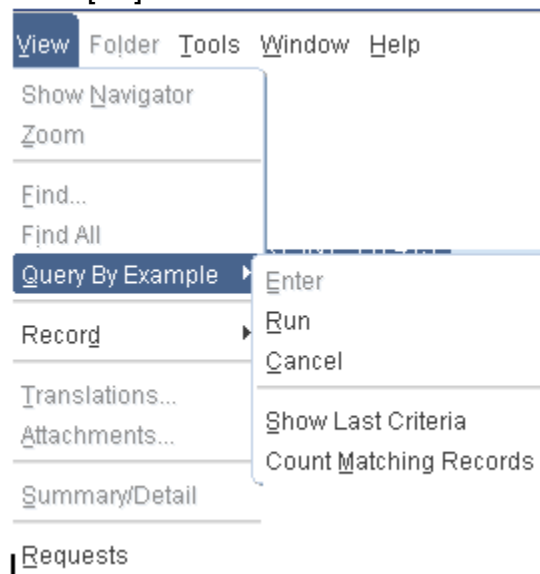 View Folder Tools Window Help
Show Navigator
Zoom
Find...
Find All
Query By Example
Enter
Run
Cancel
Show Last Criteria
Count Matching Records
Record
Translations...
Attachments...
Summary/Detail
Requests